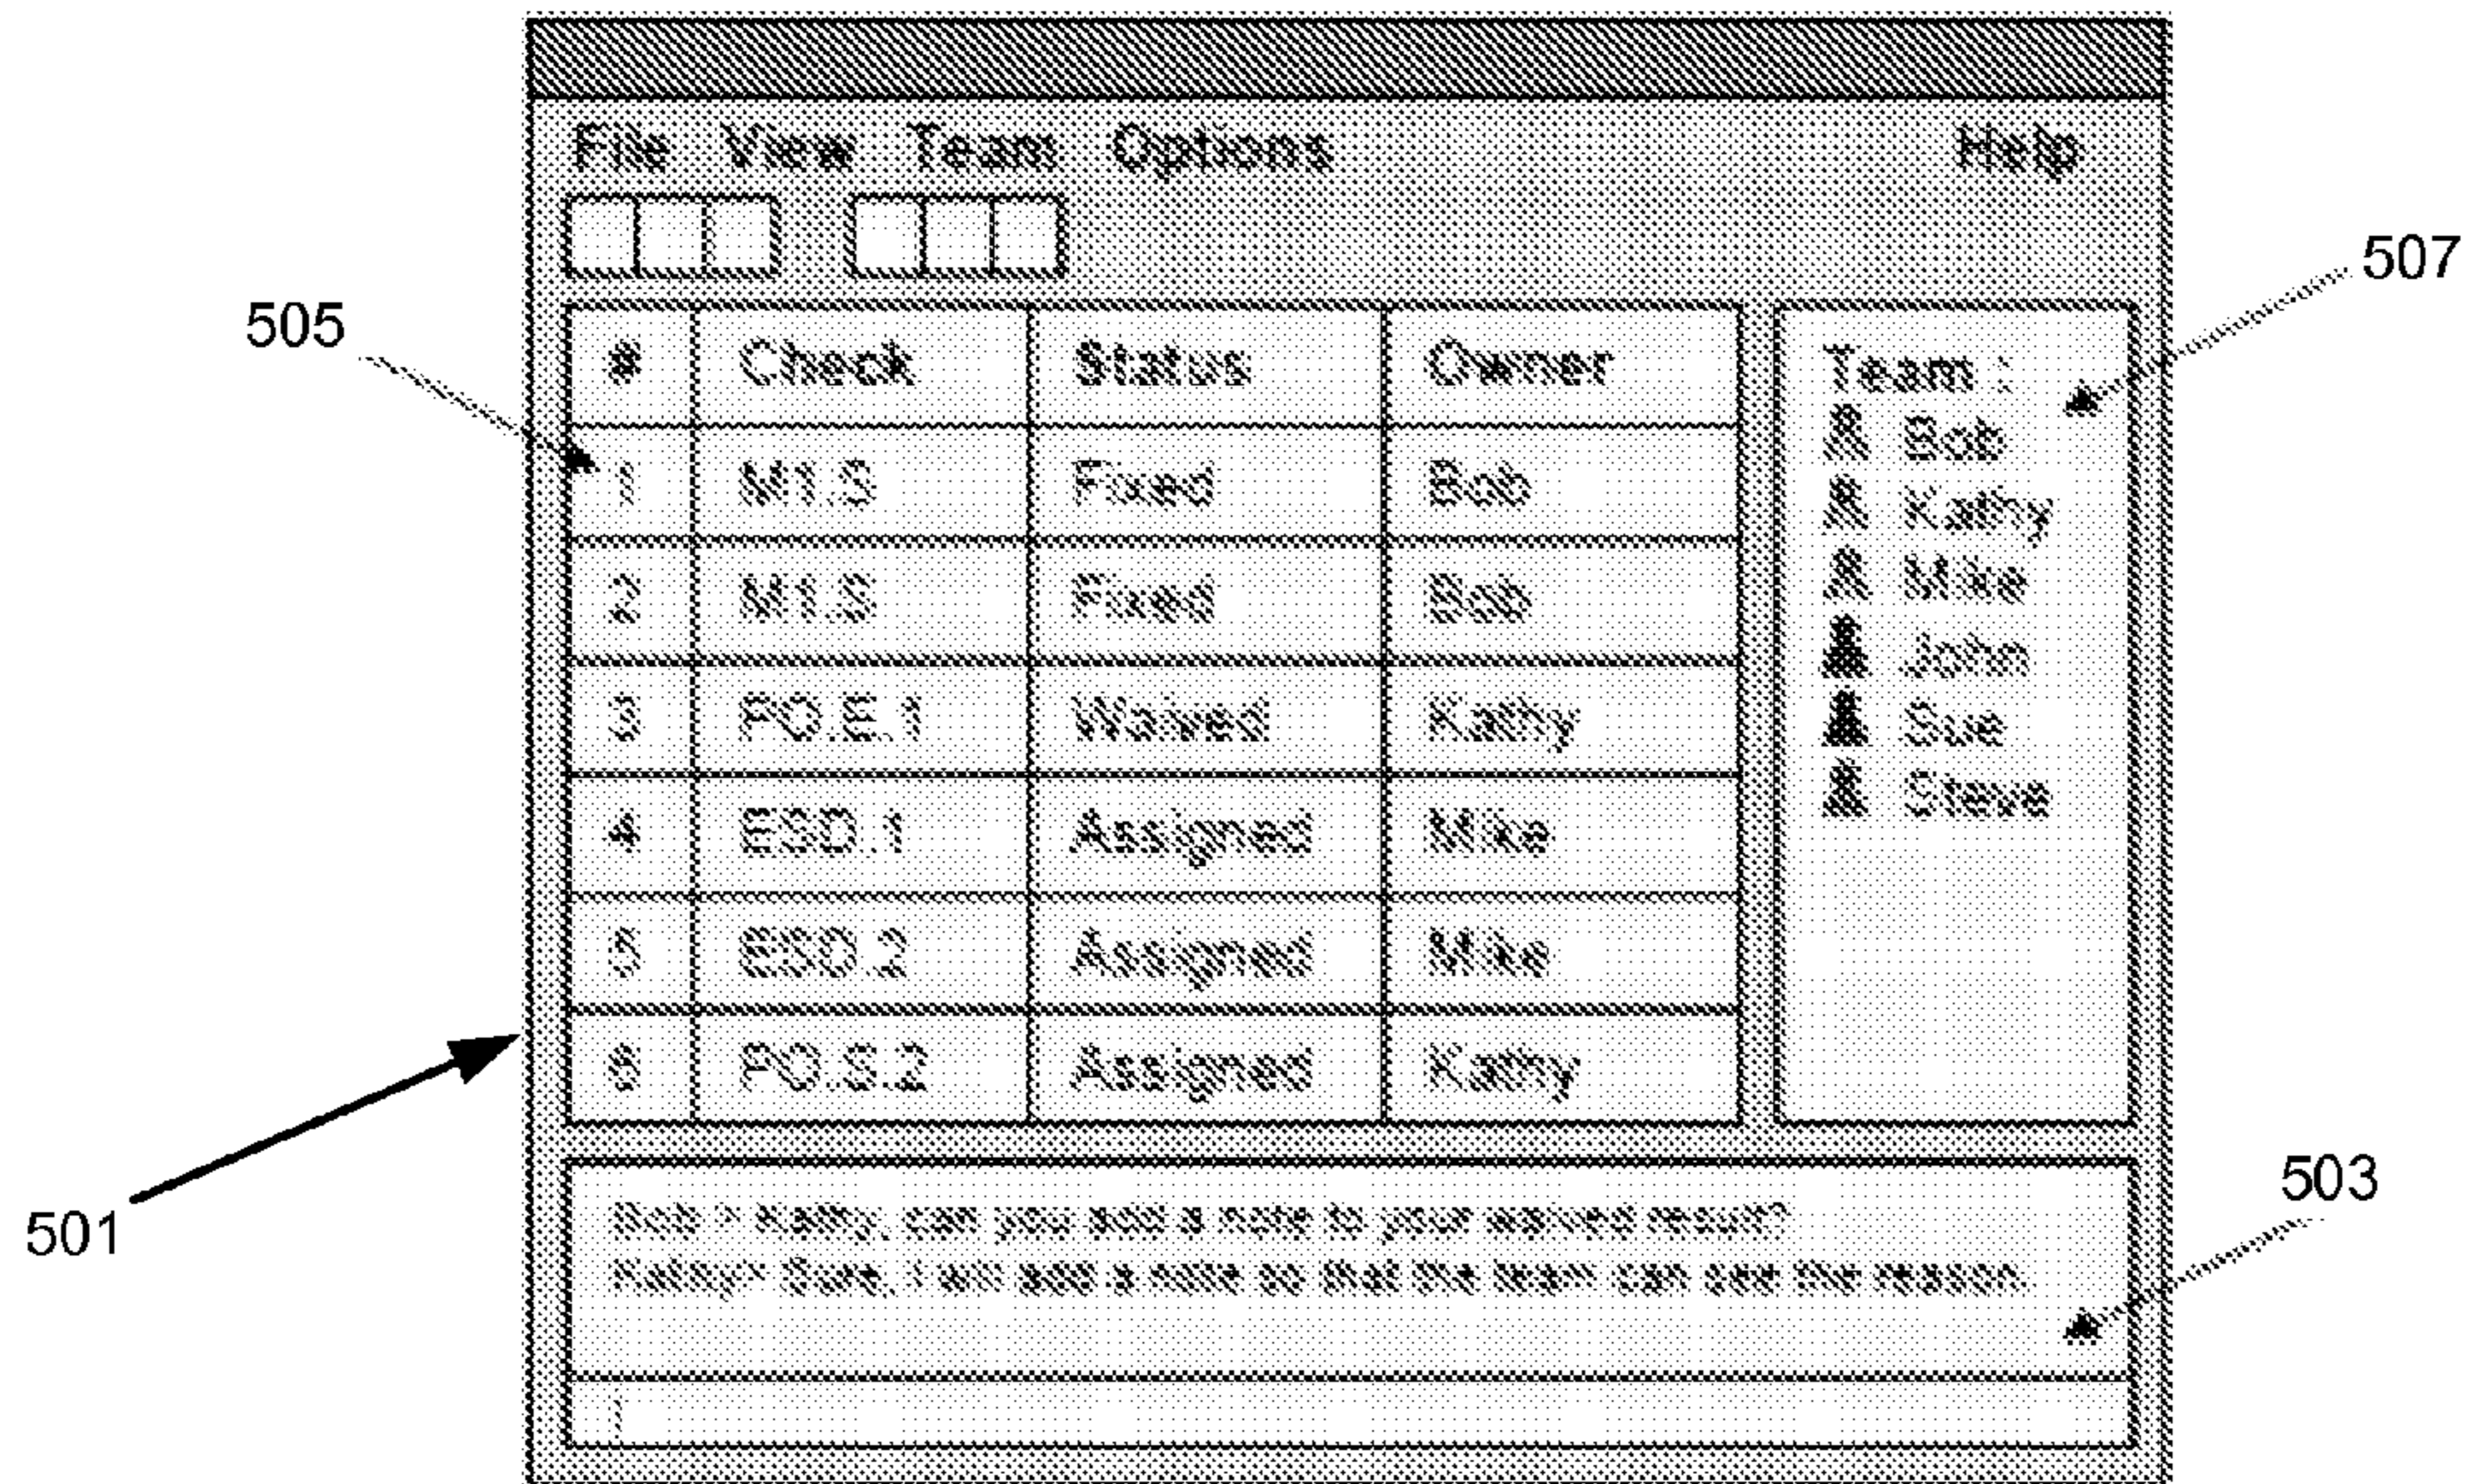 File View Team Options Help
507
505
# Check Status Owner
Team :
1 M1.S Fixed Bob
Bob
Kathy
2 M1.S Fixed Bob
Mike
John
3 PO.E.1 Waived Kathy
Sue
Steve
4 ESD.1 Assigned Mike
5 ESD.2 Assigned Mike
6 PO.S.2 Assigned Kathy
501
503
Bob > Kathy, can you add a note to your waived result?
Kathy> Sure, I will add a note so that the team can see the reason.